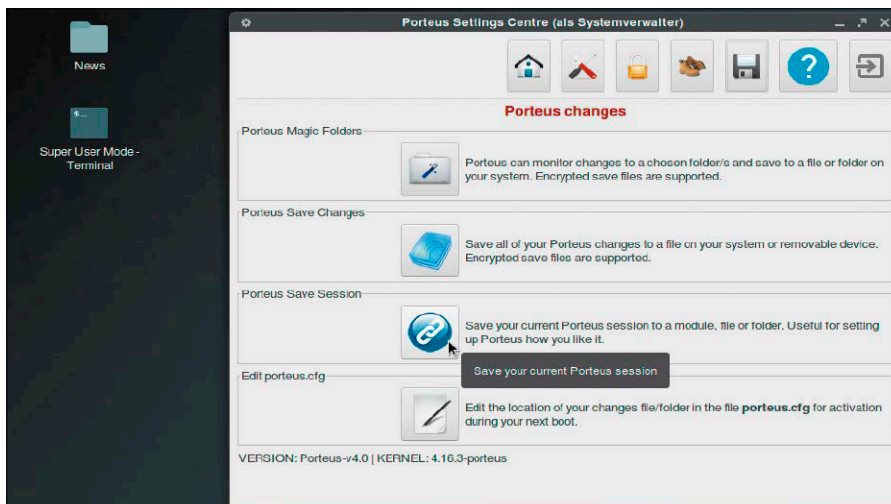 Porteus Settings Centre (als Systemverwalter)
News
Super User Mode -
Terminal
Porteus changes
Porteus Magic Folders
Porteus can monitor changes to a chosen folder/s and save to a file or folder on
your system. Encrypted save files are supported.
Porteus Save Changes
Save all of your Porteus changes to a file on your system or removable device.
Encrypted save files are supported.
Porteus Save Session
Save your current Porteus session to a module, file or folder. Useful for setting
up Porteus how you like it.
Save your current Porteus session
Edit porteus.cfg
Edit the location of your changes file/folder in the file porteus.cfg for activation
during your next boot.
VERSION: Porteus-v4.0 | KERNEL: 4.16.3-porteus